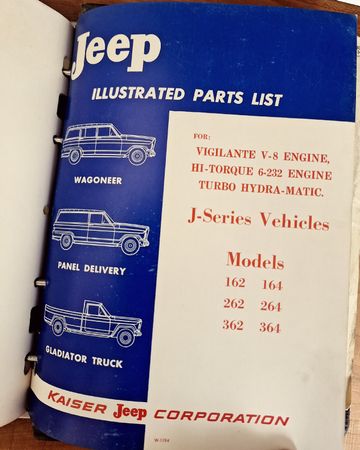 Jeep
ILLUSTRATED PARTS LIST
WAGONEER
PANEL DELIVERY
GLADIATOR TRUCK
FOR:
VIGILANTE V-8 ENGINE,
HI-TORQUE 6-232 ENGINE
TURBO HYDRA-MATIC.
J-Series Vehicles
Models
162 164
262 264
362 364
KAISER Jeep CORPORATION